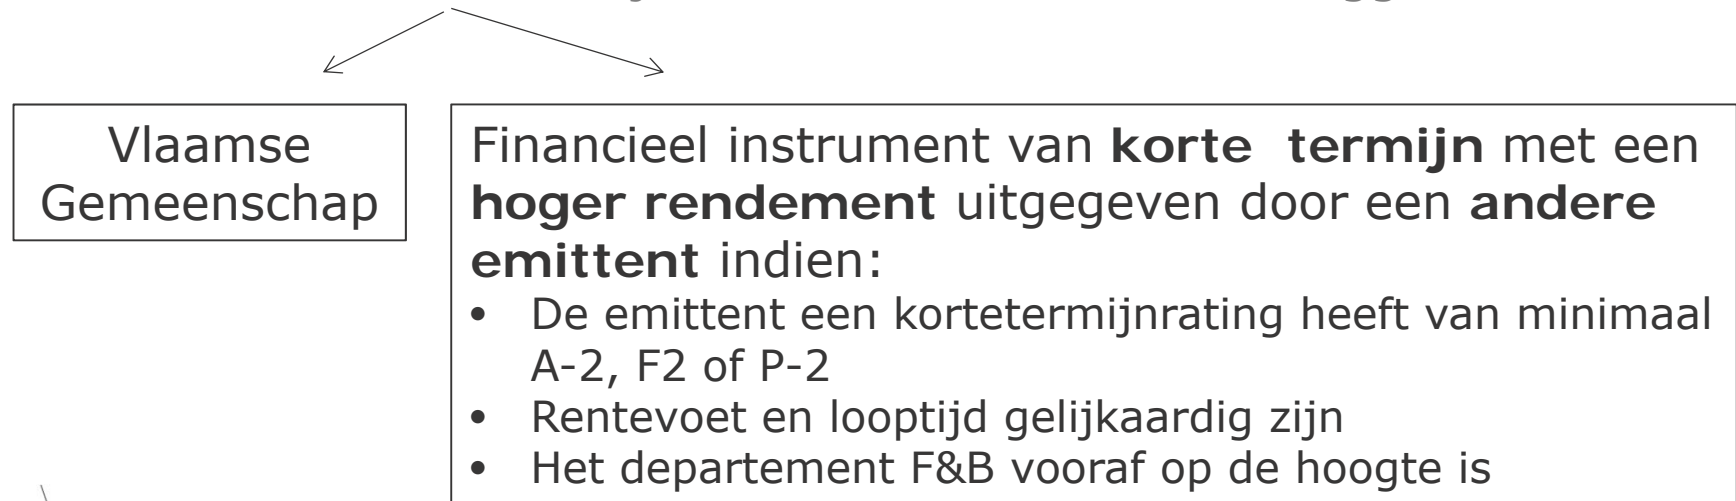 Vlaamse
Gemeenschap
Financieel instrument van korte termijn met een
hoger rendement uitgegeven door een andere
emittent indien:
• De emittent een kortetermijnrating heeft van minimaal
A-2, F2 of P-2
• Rentevoet en looptijd gelijkaardig zijn
• Het departement F&B vooraf op de hoogte is